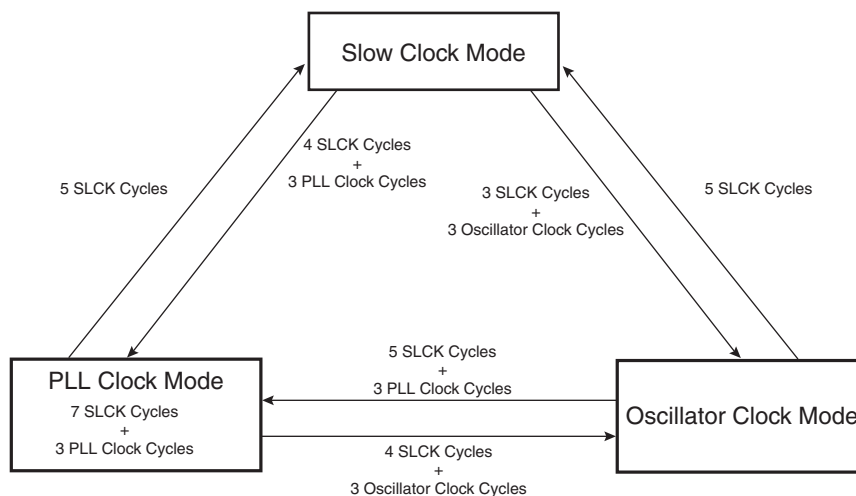 Slow Clock Mode
4 SLCK Cycles
+
3 PLL Clock Cycles
5 SLCK Cycles
3 SLCK Cycles
+
3 Oscillator Clock Cycles
5 SLCK Cycles
PLL Clock Mode
7 SLCK Cycles
+
3 PLL Clock Cycles
5 SLCK Cycles
+
3 PLL Clock Cycles
Oscillator Clock Mode
4 SLCK Cycles
+
3 Oscillator Clock Cycles